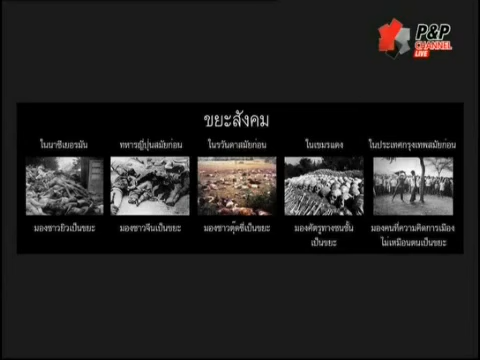 P&P
CHANNEL
LIVE
ขยะสังคม
ในนาซีเยอรมัน
ทหารญี่ปุ่นสมัยก่อน
ในรวันดาสมัยก่อน
ในเขมรแดง
ในประเทศกรุงเทพสมัยก่อน
มองชาวยิวเป็นขยะ
มองชาวจีนเป็นขยะ
มองชาวตุ๊ดซี่เป็นขยะ
มองศัตรูทางชนชั้น
เป็นขยะ
มองคนที่ความคิดการเมือง
ไม่เหมือนตนเป็นขยะ